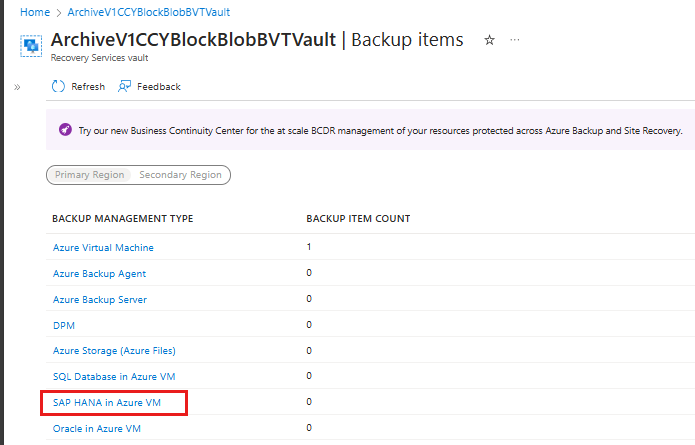 Home > ArchiveV1CCYBlockBlobBVTVault
ArchiveV1CCYBlockBlobBVTVault | Backup items ☆ ...
Recovery Services vault
» Refresh Feedback
Try our new Business Continuity Center for the at scale BCDR management of your resources protected across Azure Backup and Site Recovery.
Primary Region Secondary Region
BACKUP MANAGEMENT TYPE BACKUP ITEM COUNT
Azure Virtual Machine 1
Azure Backup Agent 0
Azure Backup Server 0
DPM 0
Azure Storage (Azure Files) 0
SQL Database in Azure VM 0
SAP HANA in Azure VM 0
Oracle in Azure VM 0